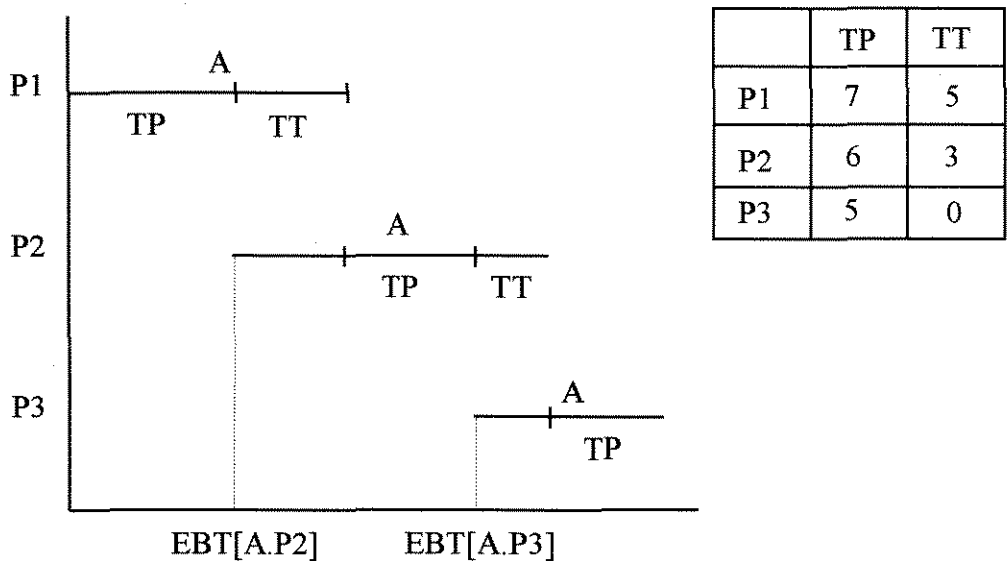 TP TT
P1 7 5
P2 6 3
P3 5 0
A
P1
TP TT
P2
A
TP TT
P3
A
TP
EBT[A.P2] EBT[A.P3]